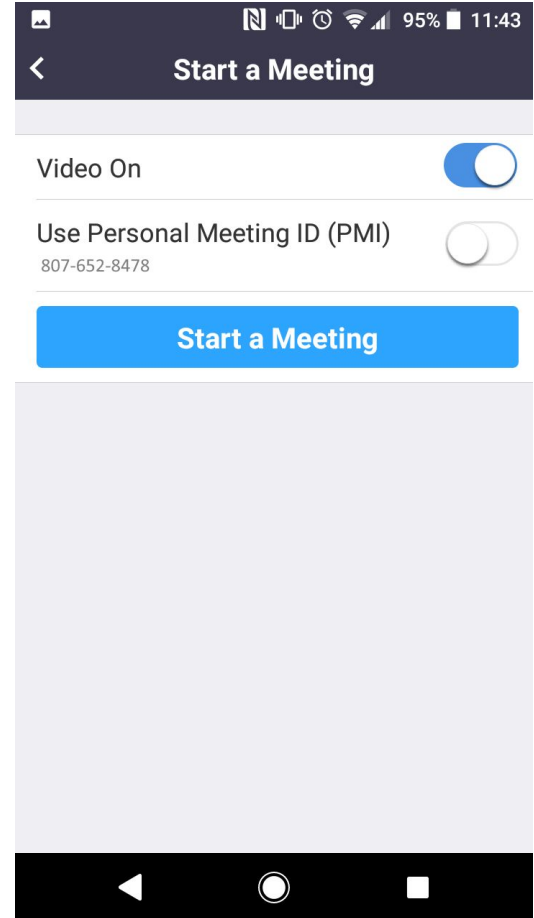 95% 11:43
Start a Meeting
Video On
Use Personal Meeting ID (PMI)
807-652-8478
Start a Meeting